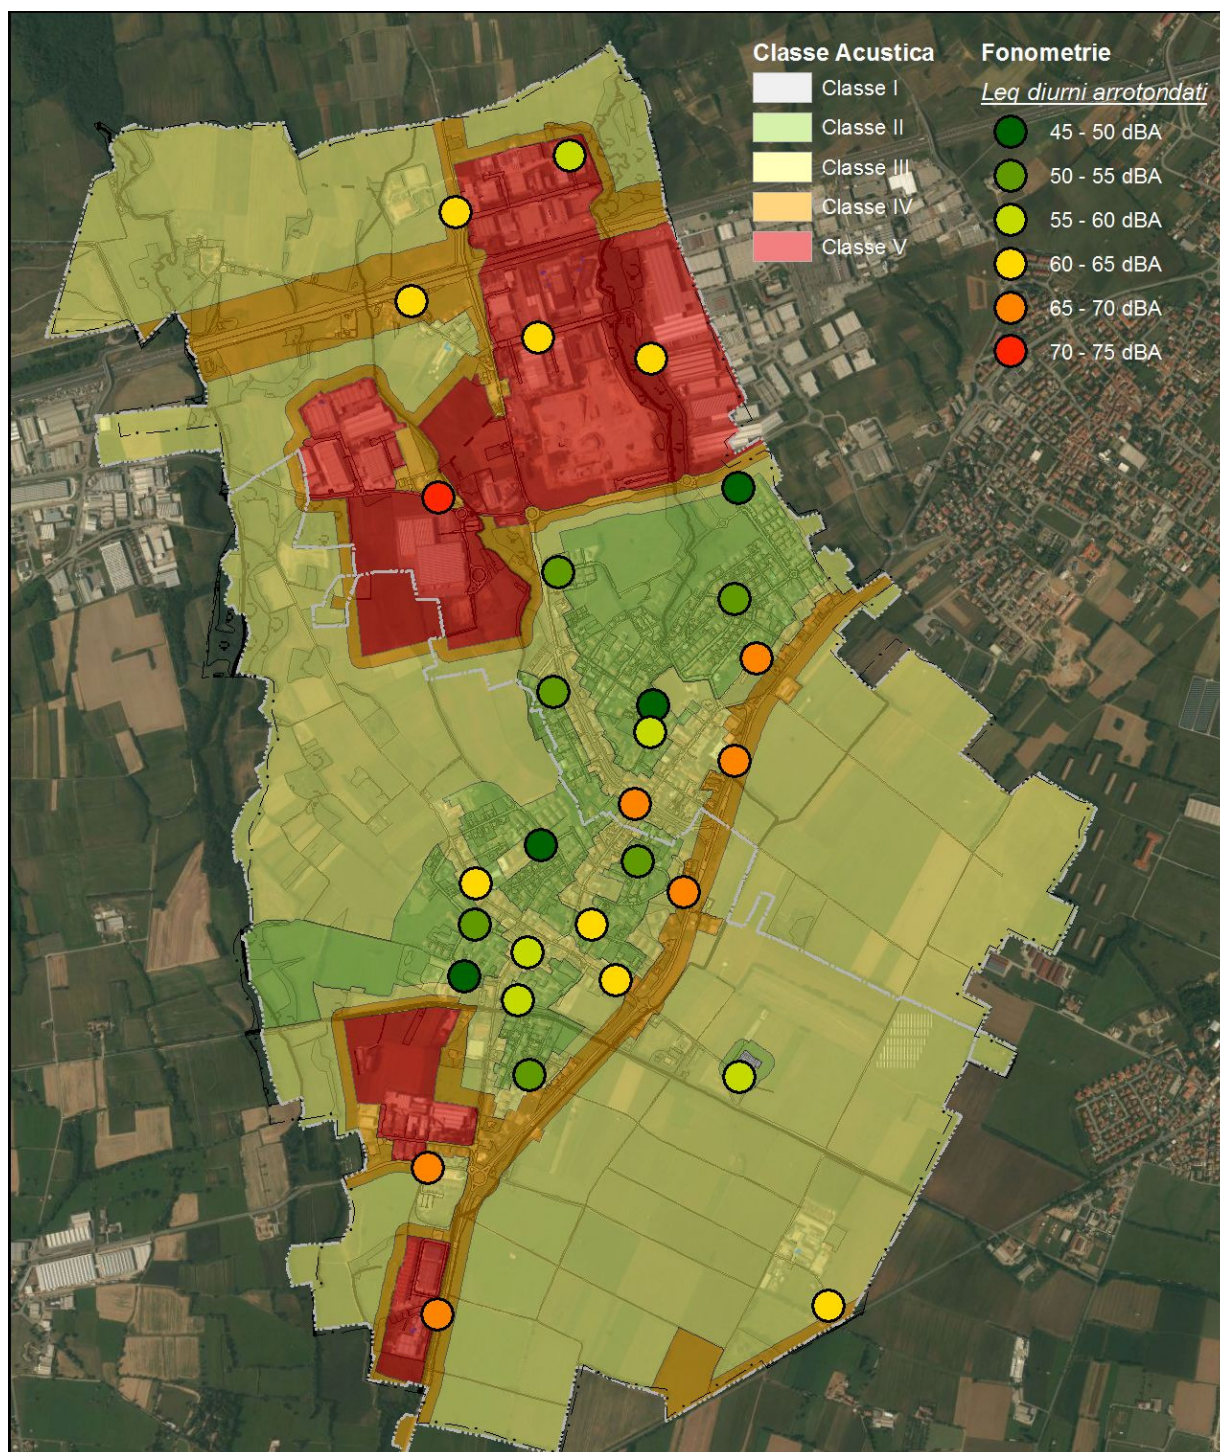 Classe Acustica
Classe I
Classe II
Classe III
Classe IV
Classe V
Fonometrie
Leq diurni arrotondati
45 - 50 dBA
50 - 55 dBA
55 - 60 dBA
60 - 65 dBA
65 - 70 dBA
70 - 75 dBA